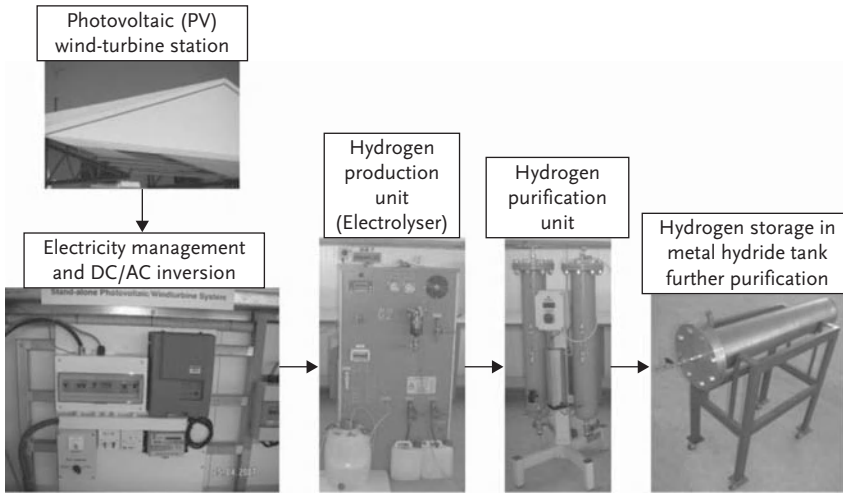 Photovoltaic (PV)
wind-turbine station
Electricity management
and DC/AC inversion
Stand-alone Photovoltaic Windturbine System
Hydrogen
production
unit
(Electrolyser)
Hydrogen
purification
unit
Hydrogen storage in
metal hydride tank
further purification